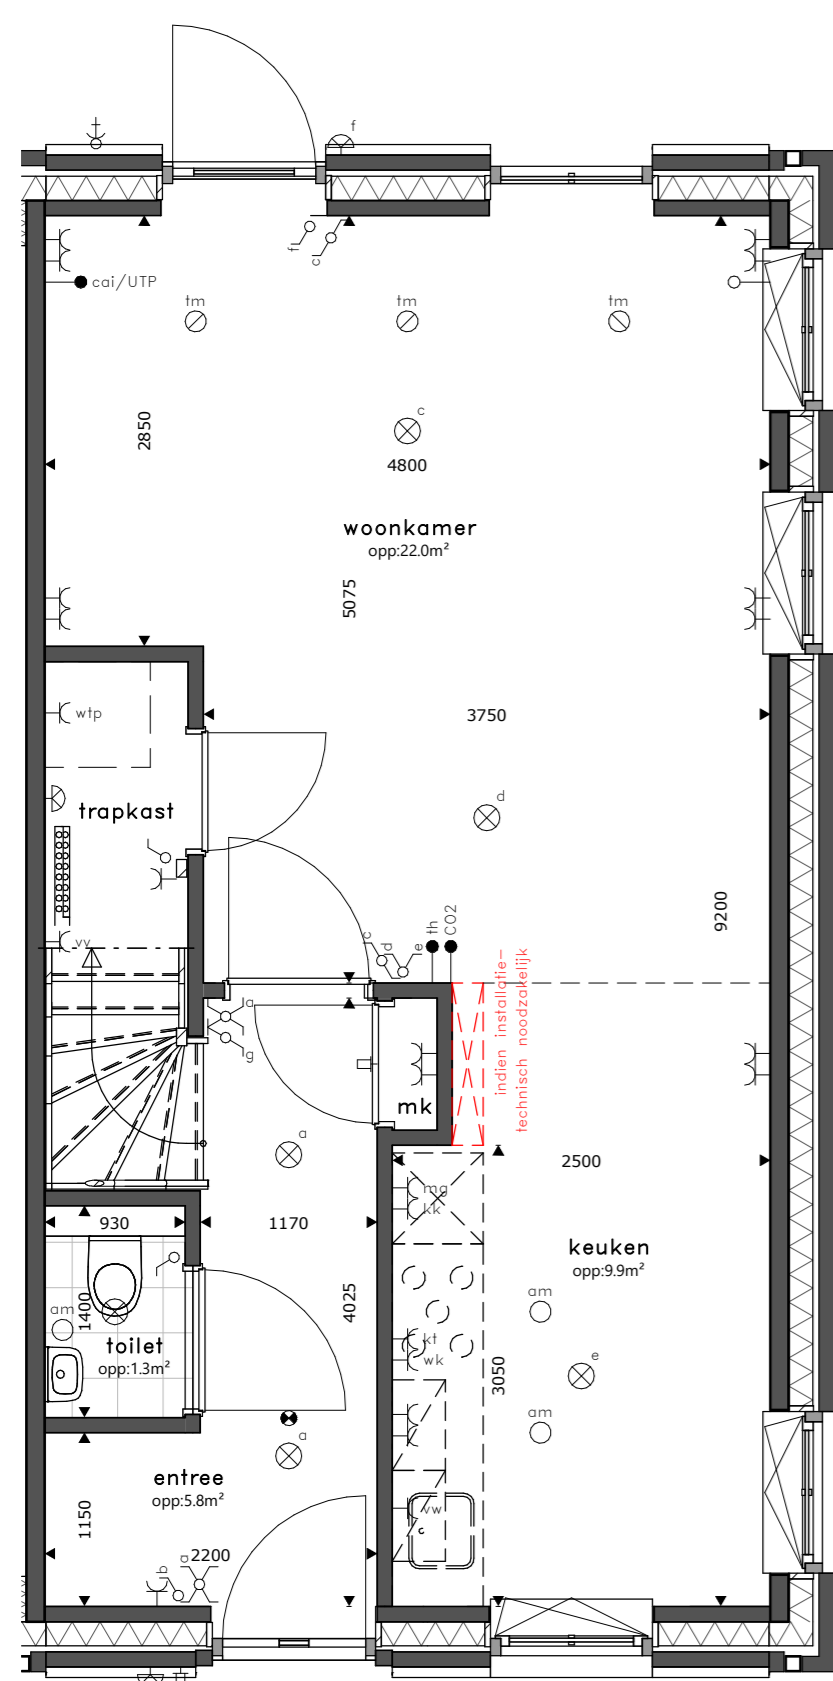 f
f
c
cai/UTP
tm
tm
tm
c
2850
4800
woonkamer
opp:22.0m²
5075
3750
wtp
trapkast
d
9200
vv
c
d
e
th
CO2
indien installatie-
technisch noodzakelijk
a
g
mk
a
2500
mg
kk
930
1170
keuken
opp:9.9m²
4025
1400
am
am
toilet
opp:1.3m²
kt
wk
3050
e
am
a
entree
opp:5.8m²
1150
vw
c
b
a
2200